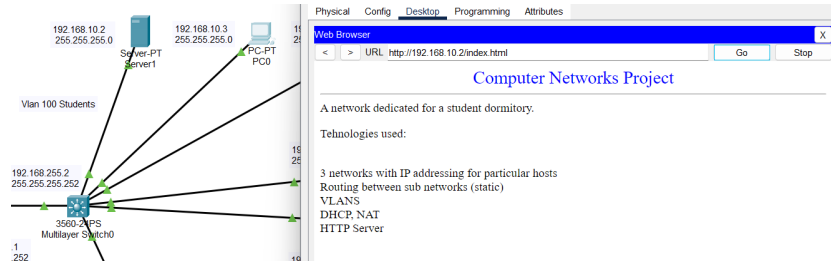 Physical Config Desktop Programming Attributes
Web Browser X
< > URL http://192.168.10.2/index.html Go Stop
Computer Networks Project
A network dedicated for a student dormitory.
Tehnologies used:
3 networks with IP addressing for particular hosts
Routing between sub networks (static)
VLANS
DHCP, NAT
HTTP Server
192.168.10.2
255.255.255.0
Server-PT
Server1
192.168.10.3
255.255.255.0
PC-PT
PC0
Vlan 100 Students
192.168.255.2
255.255.255.252
3560-24PS
Multilayer Switch0
.1
.252